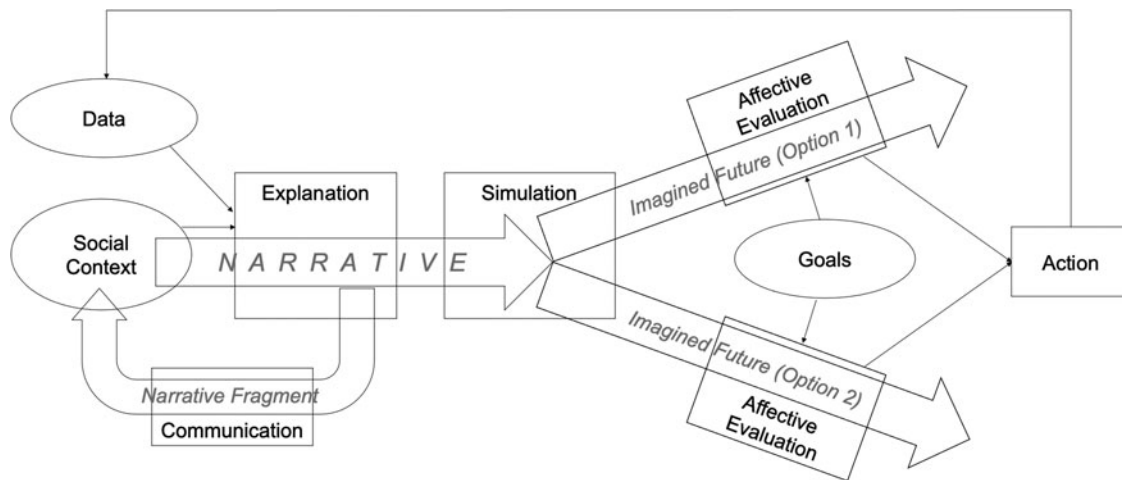 Data
Social
Context
Explanation
Simulation
NARRATIVE
Narrative Fragment
Communication
Affective
Evaluation
Imagined Future (Option 1)
Goals
Imagined Future (Option 2)
Affective
Evaluation
Action